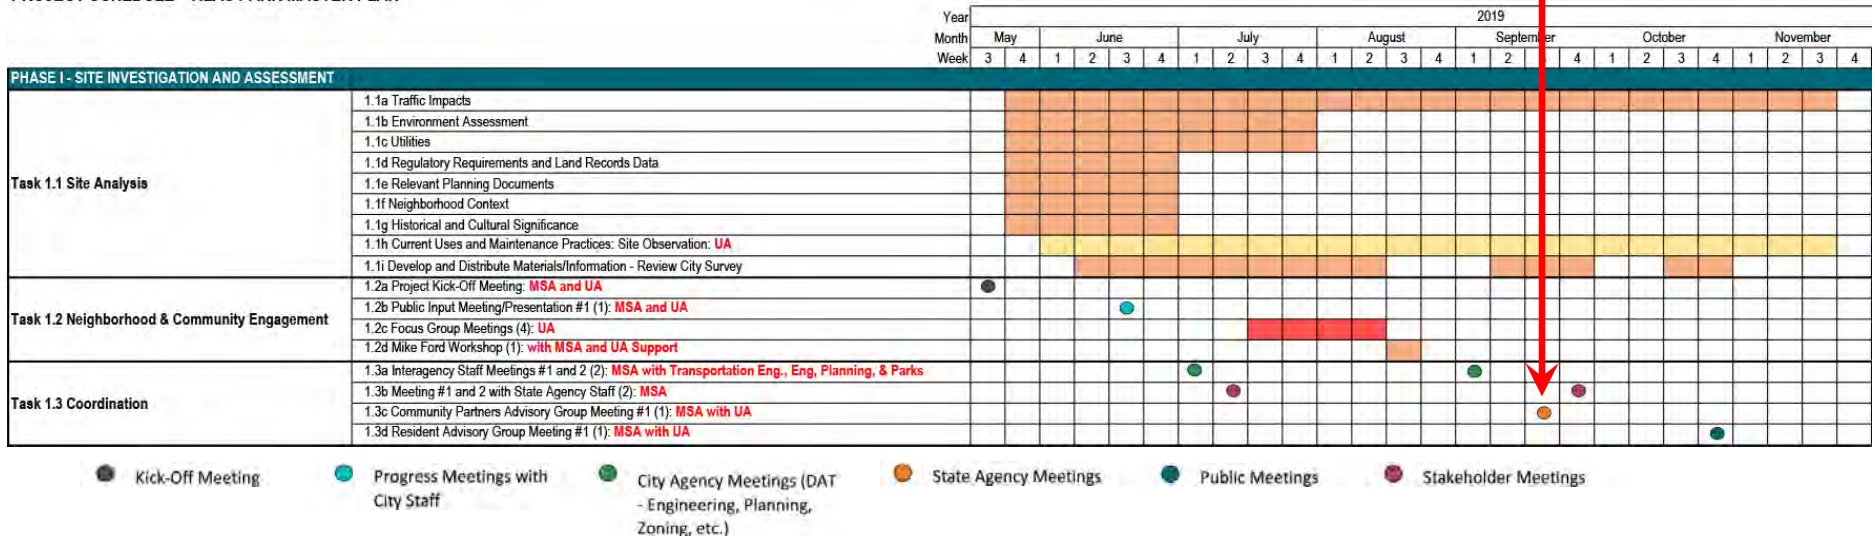 Year 2019
Month May June July August September October November
Week 3 4 1 2 3 4 1 2 3 4 1 2 3 4 1 2 4 1 2 3 4 1 2 3 4
PHASE I - SITE INVESTIGATION AND ASSESSMENT
Task 1.1 Site Analysis
1.1a Traffic Impacts
1.1b Environment Assessment
1.1c Utilities
1.1d Regulatory Requirements and Land Records Data
1.1e Relevant Planning Documents
1.1f Neighborhood Context
1.1g Historical and Cultural Significance
1.1h Current Uses and Maintenance Practices: Site Observation: UA
1.1i Develop and Distribute Materials/Information - Review City Survey
Task 1.2 Neighborhood & Community Engagement
1.2a Project Kick-Off Meeting: MSA and UA
1.2b Public Input Meeting/Presentation #1 (1): MSA and UA
1.2c Focus Group Meetings (4): UA
1.2d Mike Ford Workshop (1): with MSA and UA Support
Task 1.3 Coordination
1.3a Interagency Staff Meetings #1 and 2 (2): MSA with Transportation Eng., Eng, Planning, & Parks
1.3b Meeting #1 and 2 with State Agency Staff (2): MSA
1.3c Community Partners Advisory Group Meeting #1 (1): MSA with UA
1.3d Resident Advisory Group Meeting #1 (1): MSA with UA
Kick-Off Meeting
Progress Meetings with
City Staff
City Agency Meetings (DAT
- Engineering, Planning,
Zoning, etc.)
State Agency Meetings
Public Meetings
Stakeholder Meetings